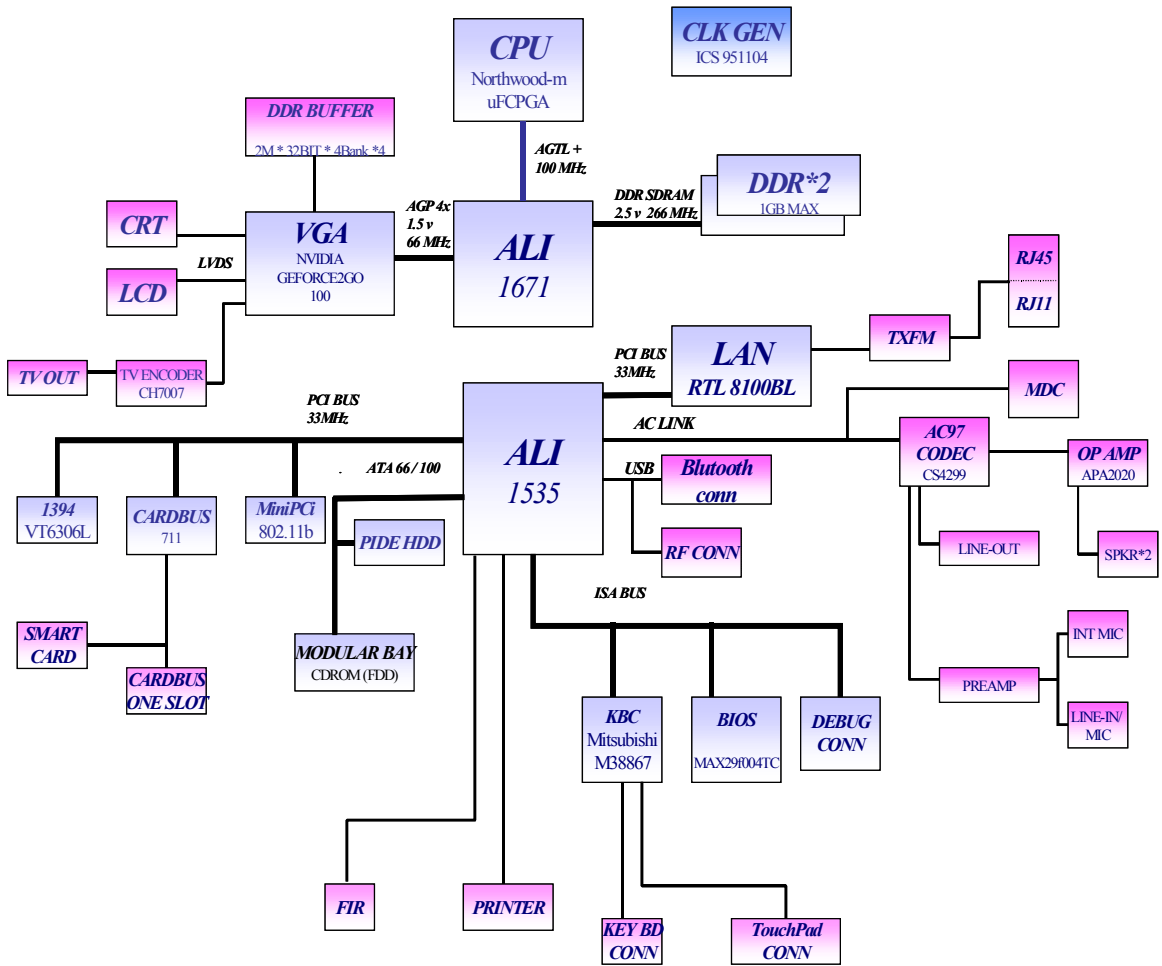 CPU
Northwood-m
uFCPGA
CLK GEN
ICS 951104
DDR BUFFER
2M * 32BIT * 4Bank *4
AGTL +
100 MHz
DDR*2
1GB MAX
DDR SDRAM
2.5 v 266 MHz
AGP 4x
1.5 v
66 MHz
CRT
VGA
NVIDIA
GEFORCE2GO
100
ALI
1671
LVDS
LCD
RJ45
RJ11
TXFM
LAN
RTL 8100BL
PCI BUS
33MHz
TV OUT
TV ENCODER
CH7007
MDC
PCI BUS
33MHz
AC LINK
ALI
1535
AC97
CODEC
CS4299
OP AMP
APA2020
. ATA 66 / 100
USB
Blutooth
conn
1394
VT6306L
CARDBUS
711
MiniPCi
802.11b
PIDE HDD
RF CONN
LINE-OUT
SPKR*2
ISA BUS
SMART
CARD
CARDBUS
ONE SLOT
MODULAR BAY
CDROM (FDD)
INT MIC
PREAMP
LINE-IN/
MIC
KBC
Mitsubishi
M38867
BIOS
MAX29f004TC
DEBUG
CONN
FIR
PRINTER
KEY BD
CONN
TouchPad
CONN